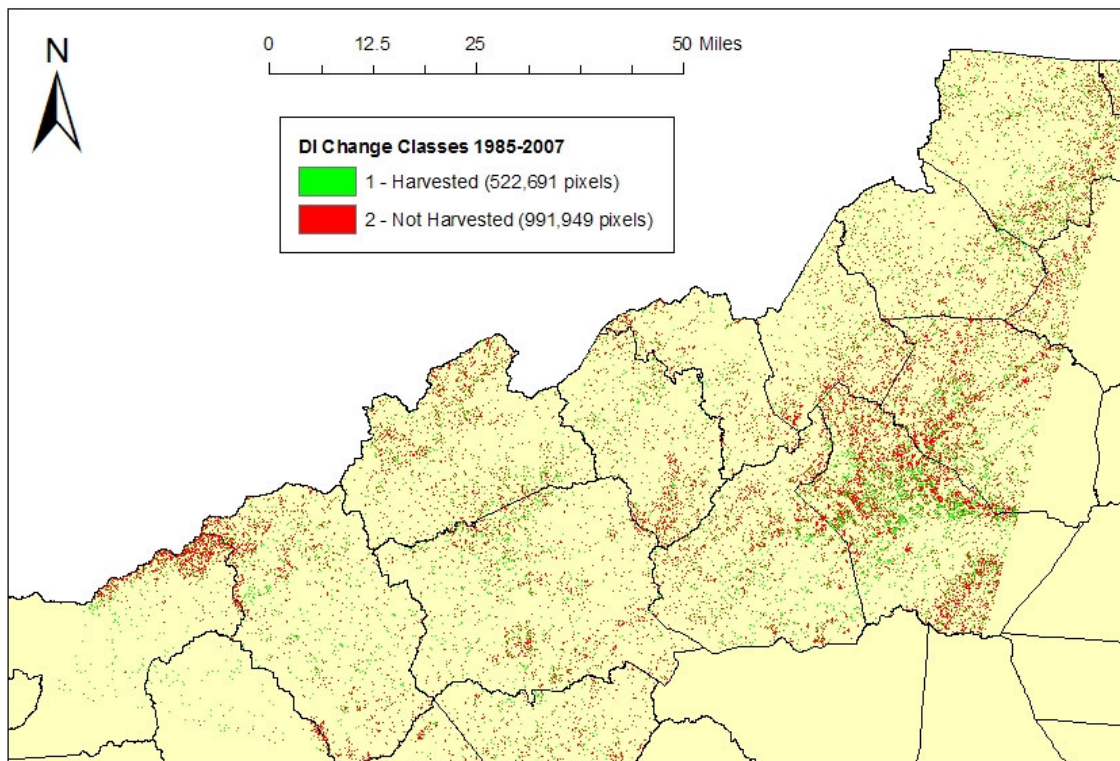 0 12.5 25 50 Miles
N
DI Change Classes 1985-2007
1 - Harvested (522,691 pixels)
2 - Not Harvested (991,949 pixels)